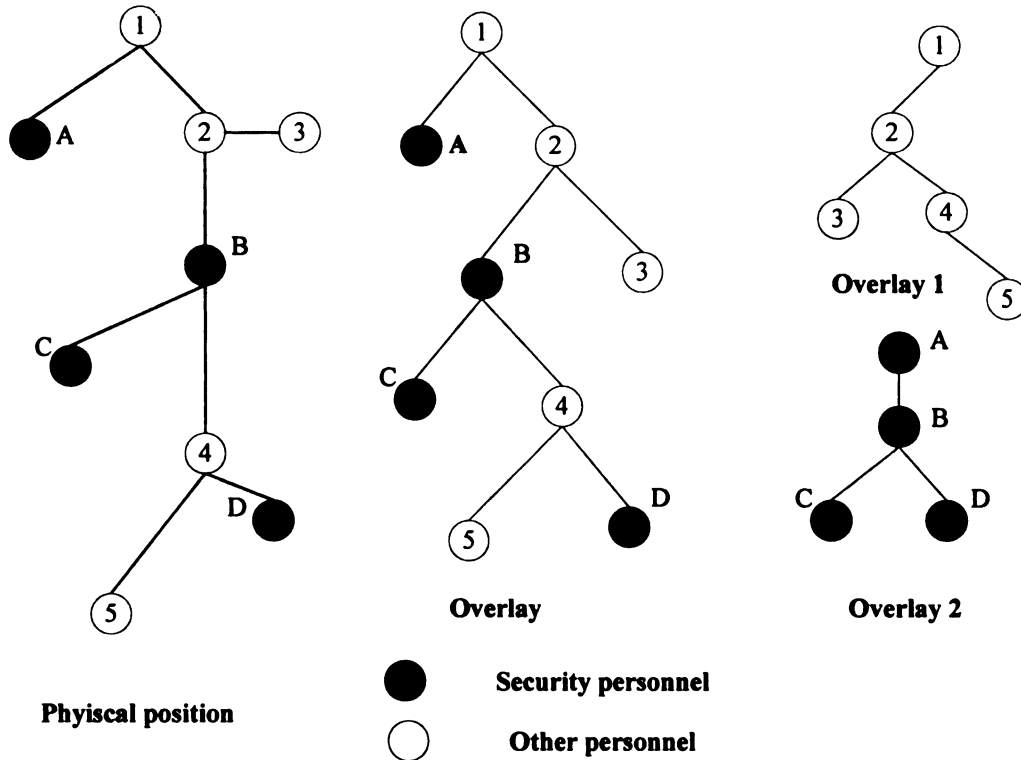 1
A
2
3
B
C
4
D
5
Phyiscal position
1
A
2
B
3
C
4
D
5
Overlay
1
2
3
4
5
Overlay 1
A
B
C
D
Overlay 2
Security personnel
Other personnel